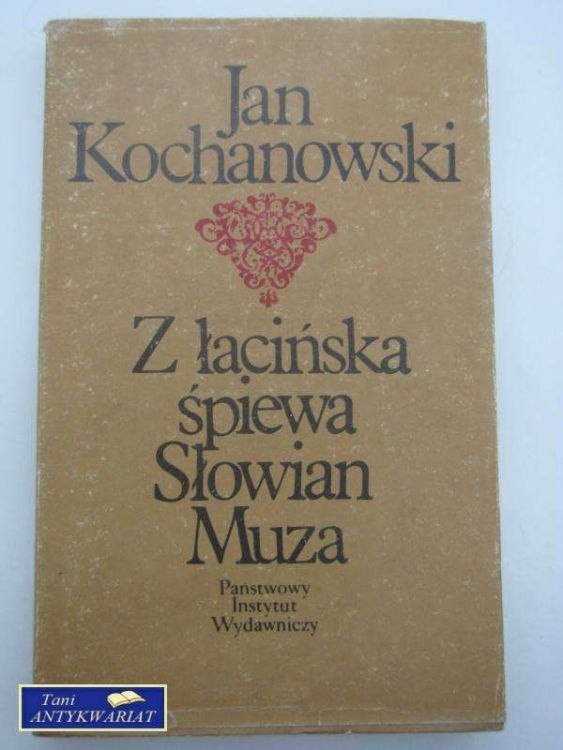 Jan
Kochanowski
Z łacińska
śpiewa
Słowian
Muza
Państwowy
Instytut
Wydawniczy
Tani
ANTYKWARIAT